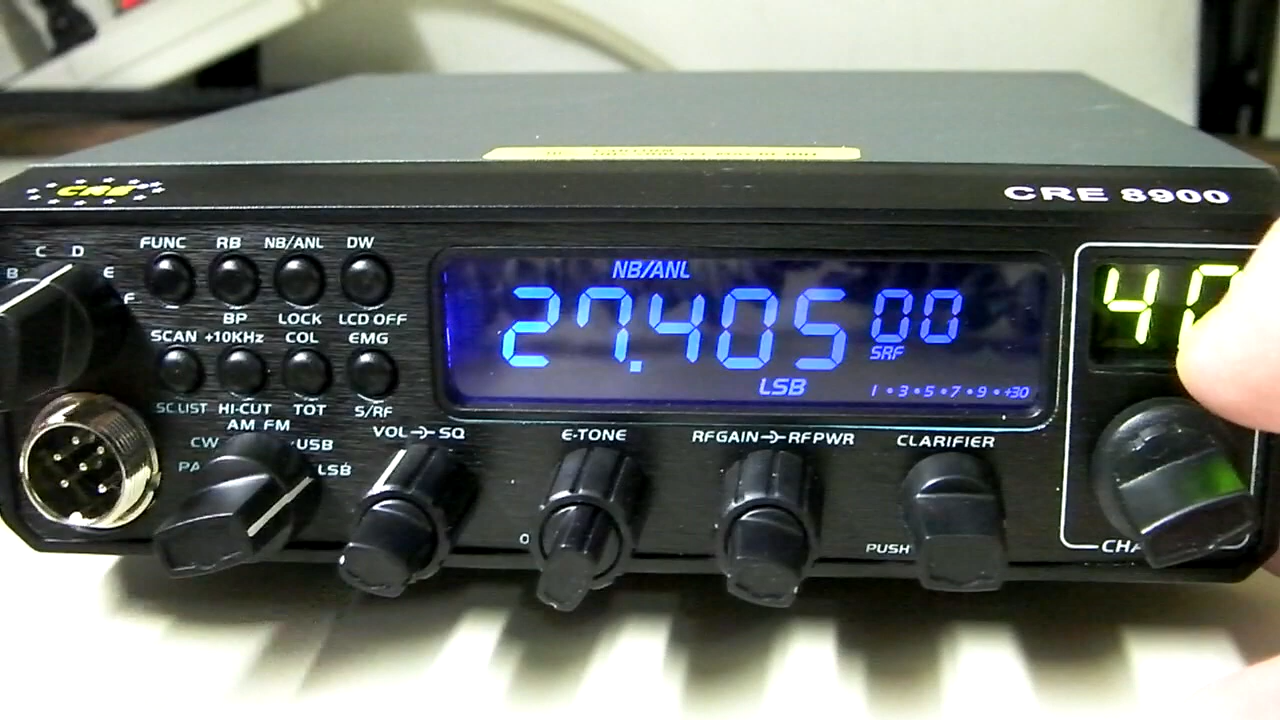 CRE
CRE 8900
C D
B E
F
FUNC RB NB/ANL DW
BP LOCK LCD OFF
SCAN +10KHz COL EMG
SC.LIST HI-CUT TOT S/RF
AM FM
CW USB
PA LSB
NB/ANL
27.405 00
SRF
LSB
1 • 3 • 5 • 7 • 9 • +30
VOL SQ
E-TONE
RFGAIN RFPWR
CLARIFIER
PUSH